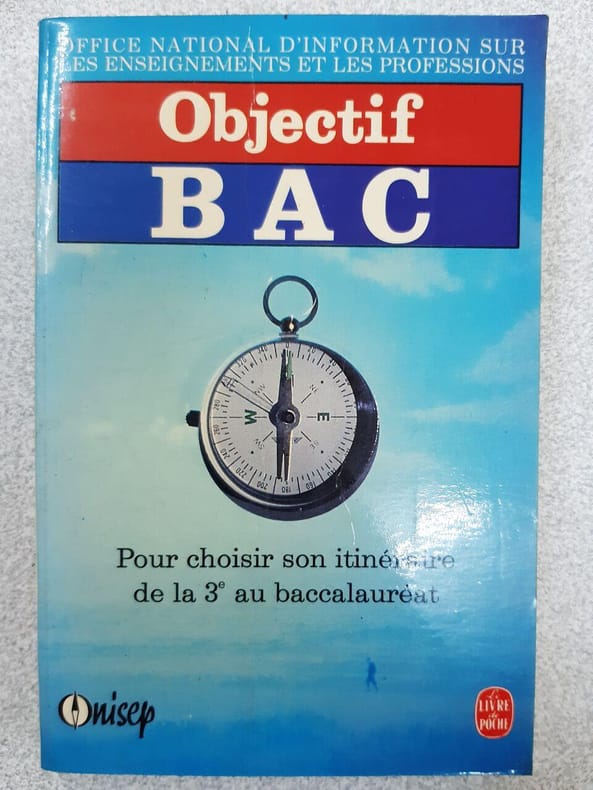 OFFICE NATIONAL D'INFORMATION SUR
LES ENSEIGNEMENTS ET LES PROFESSIONS
Objectif
BAC
W
E
Pour choisir son itinéraire
de la 3e au baccalauréat
Onisep
Le
LIVRE
de
POCHE